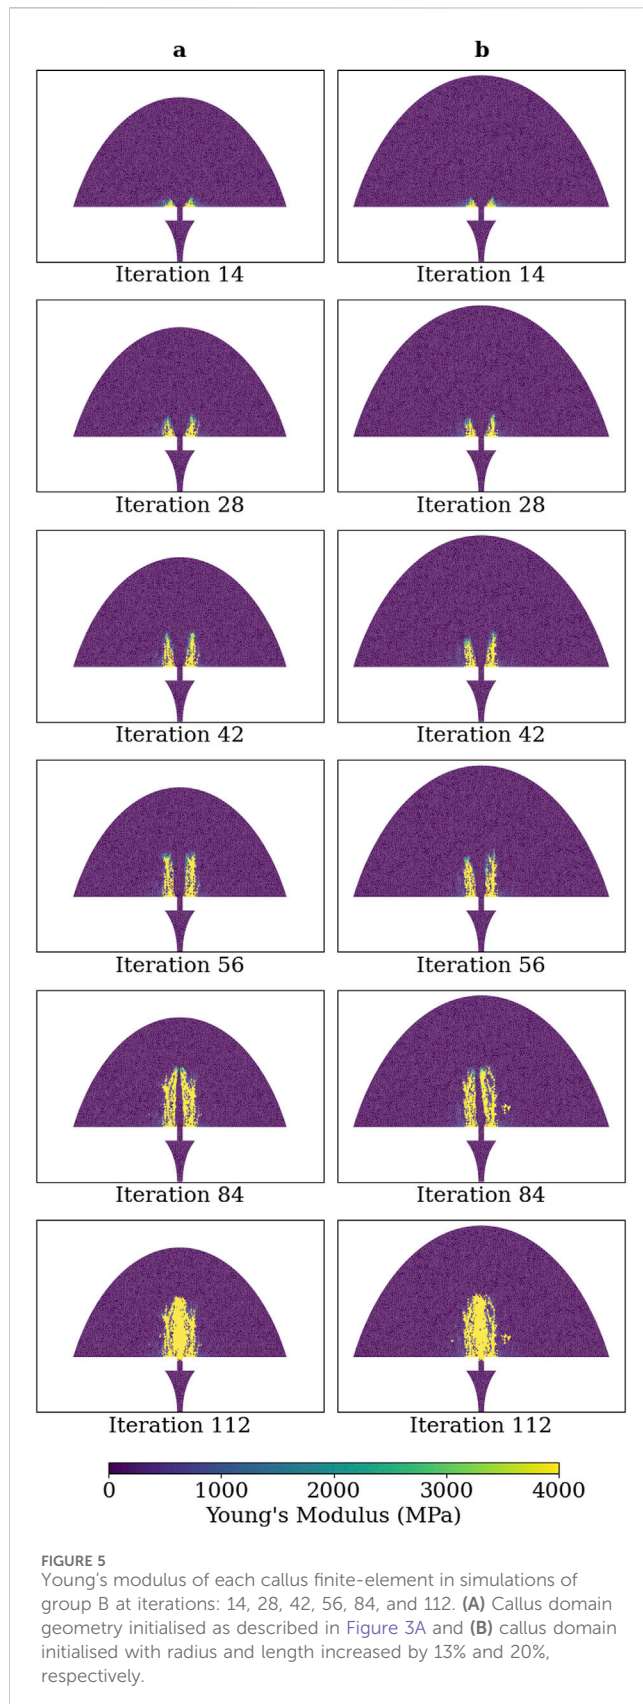 a
b
Iteration 14
Iteration 14
Iteration 28
Iteration 28
Iteration 42
Iteration 42
Iteration 56
Iteration 56
Iteration 84
Iteration 84
Iteration 112
Iteration 112
0 1000 2000 3000 4000
Young's Modulus (MPa)
FIGURE 5
Young's modulus of each callus finite-element in simulations of
group B at iterations: 14, 28, 42, 56, 84, and 112. (A) Callus domain
geometry initialised as described in Figure 3A and (B) callus domain
initialised with radius and length increased by 13% and 20%,
respectively.